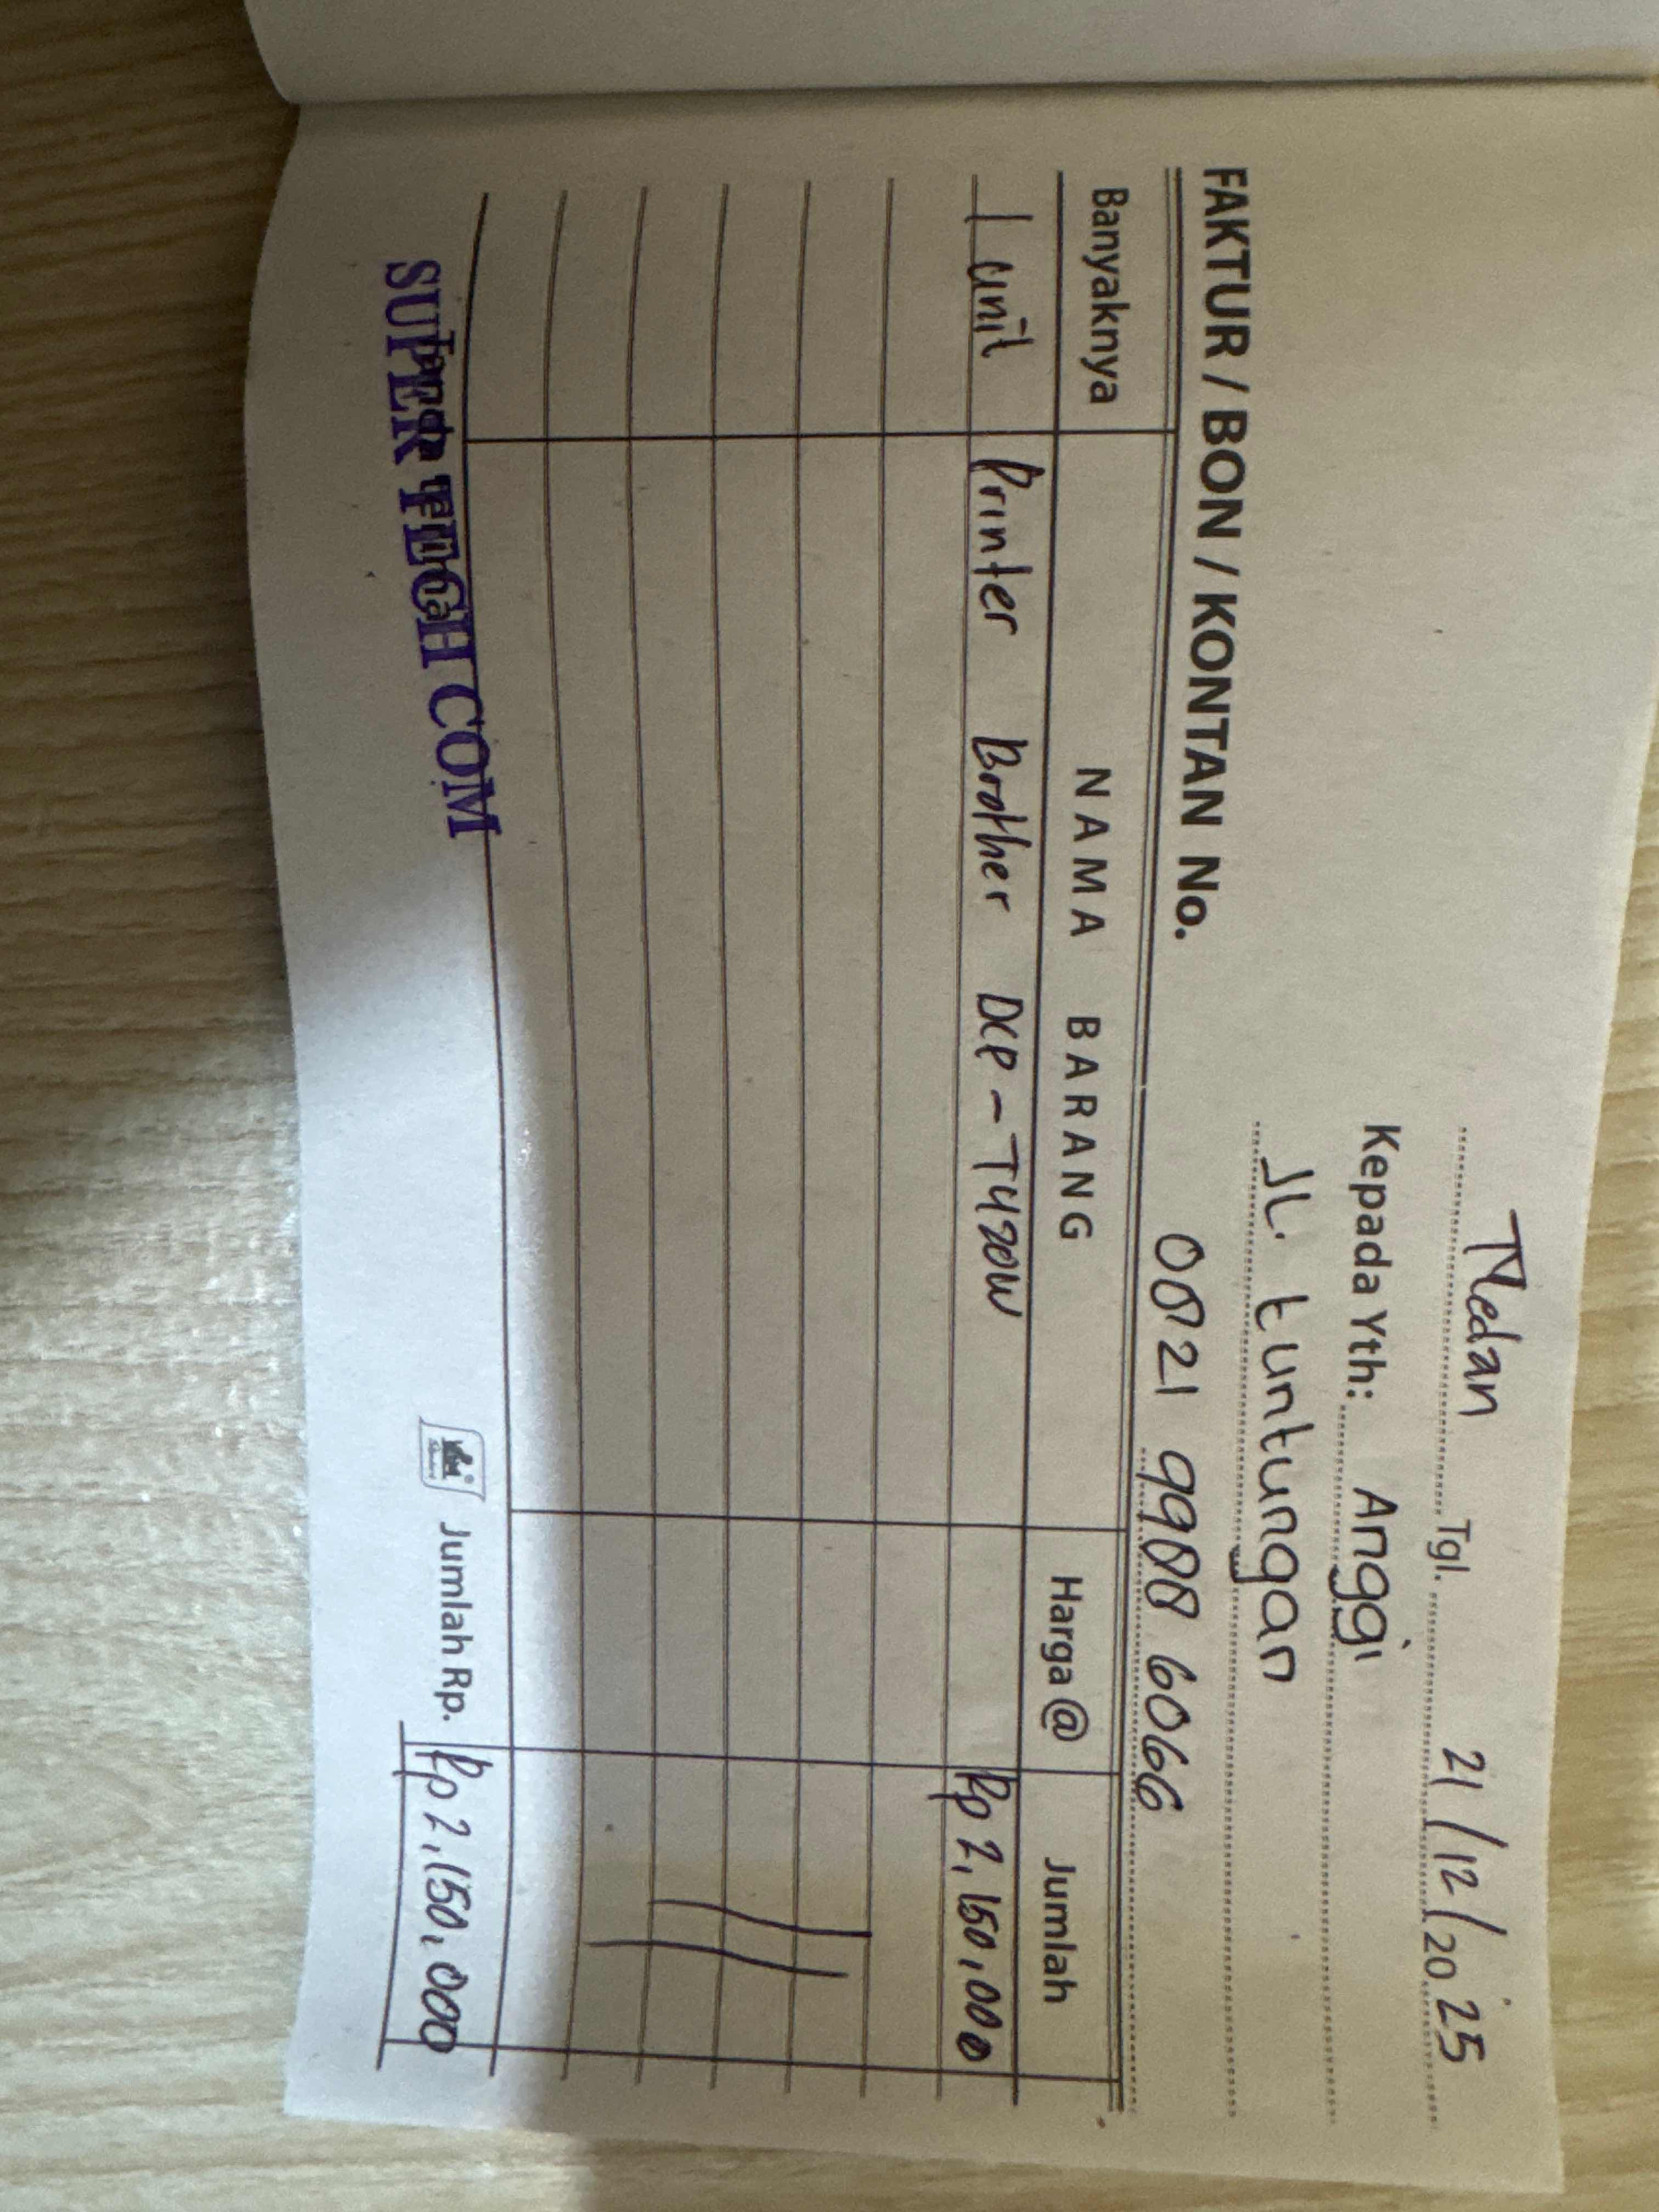 Medan Tgl. 21/12/2025
Kepada Yth: Anggi
JL. tuntungan
0821 9988 6066
FAKTUR / BON / KONTAN No.
Banyaknya NAMA BARANG Harga @ Jumlah
1 unit Printer Brother DCP-T420W Rp 2,150,000
Jumlah Rp. Rp 2,150,000
SUPER TECH COM